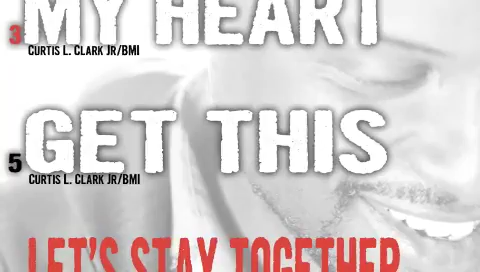 3 MY HEART
CURTIS L. CLARK JR/BMI
5 GET THIS
CURTIS L. CLARK JR/BMI
LET'S STAY TOGETHER